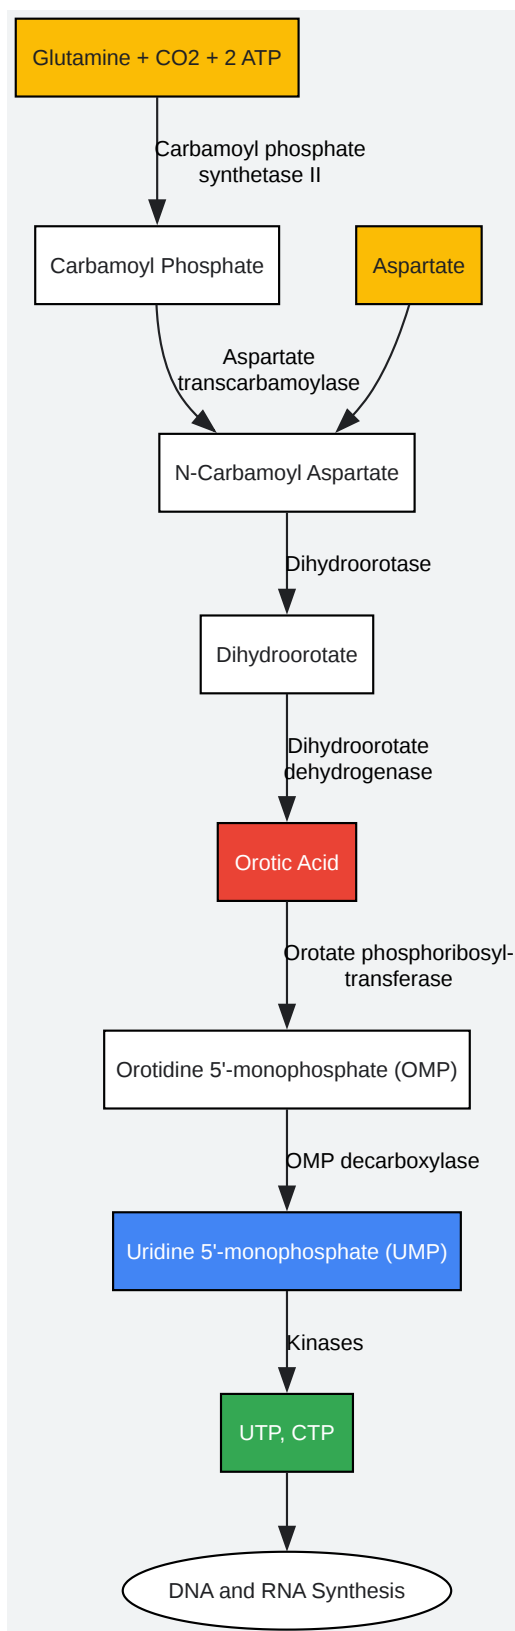 Glutamine + CO2 + 2 ATP
Carbamoyl phosphate
synthetase II
Carbamoyl Phosphate
Aspartate
Aspartate
transcarbamoylase
N-Carbamoyl Aspartate
Dihydroorotase
Dihydroorotate
Dihydroorotate
dehydrogenase
Orotic Acid
Orotate phosphoribosyl-
transferase
Orotidine 5'-monophosphate (OMP)
OMP decarboxylase
Uridine 5'-monophosphate (UMP)
Kinases
UTP, CTP
DNA and RNA Synthesis